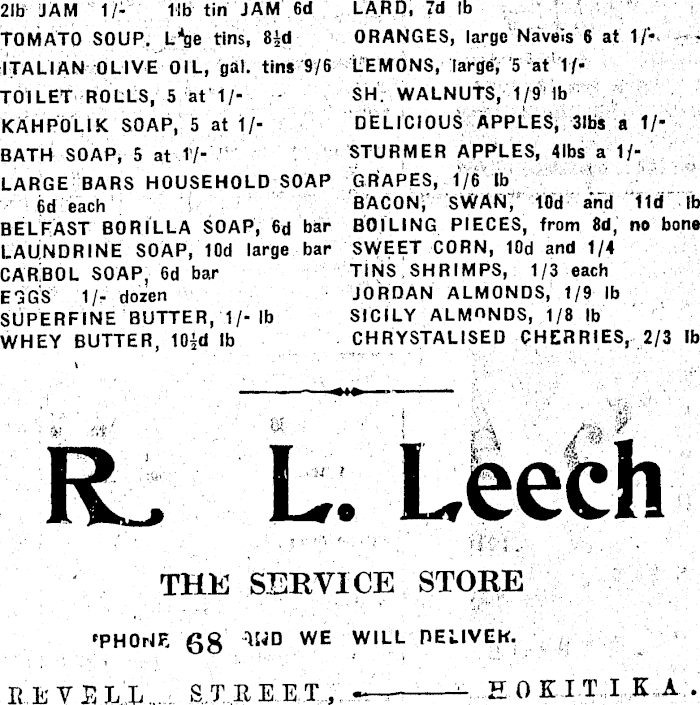 2lb JAM 1/- 1lb tin JAM 6d
TOMATO SOUP. L'ge tins, 8½d
ITALIAN OLIVE OIL, gal. tins 9/6
TOILET ROLLS, 5 at 1/-
KAHPOLIK SOAP, 5 at 1/-
BATH SOAP, 5 at 1/-
LARGE BARS HOUSEHOLD SOAP
6d each
BELFAST BORILLA SOAP, 6d bar
LAUNDRINE SOAP, 10d large bar
CARBOL SOAP, 6d bar
EGGS 1/- dozen
SUPERFINE BUTTER, 1/- lb
WHEY BUTTER, 10½d lb
LARD, 7d lb
ORANGES, large Navels 6 at 1/-
LEMONS, large, 5 at 1/-
SH. WALNUTS, 1/9 lb
DELICIOUS APPLES, 3lbs a 1/-
STURMER APPLES, 4lbs a 1/-
GRAPES, 1/6 lb
BACON, SWAN, 10d and 11d lb
BOILING PIECES, from 8d, no bone
SWEET CORN, 10d and 1/4
TINS SHRIMPS, 1/3 each
JORDAN ALMONDS, 1/9 lb
SICILY ALMONDS, 1/8 lb
CHRYSTALISED CHERRIES, 2/3 lb
R. L. Leech
THE SERVICE STORE
'PHONE 68 AND WE WILL DELIVER.
REVELL STREET, HOKITIKA.